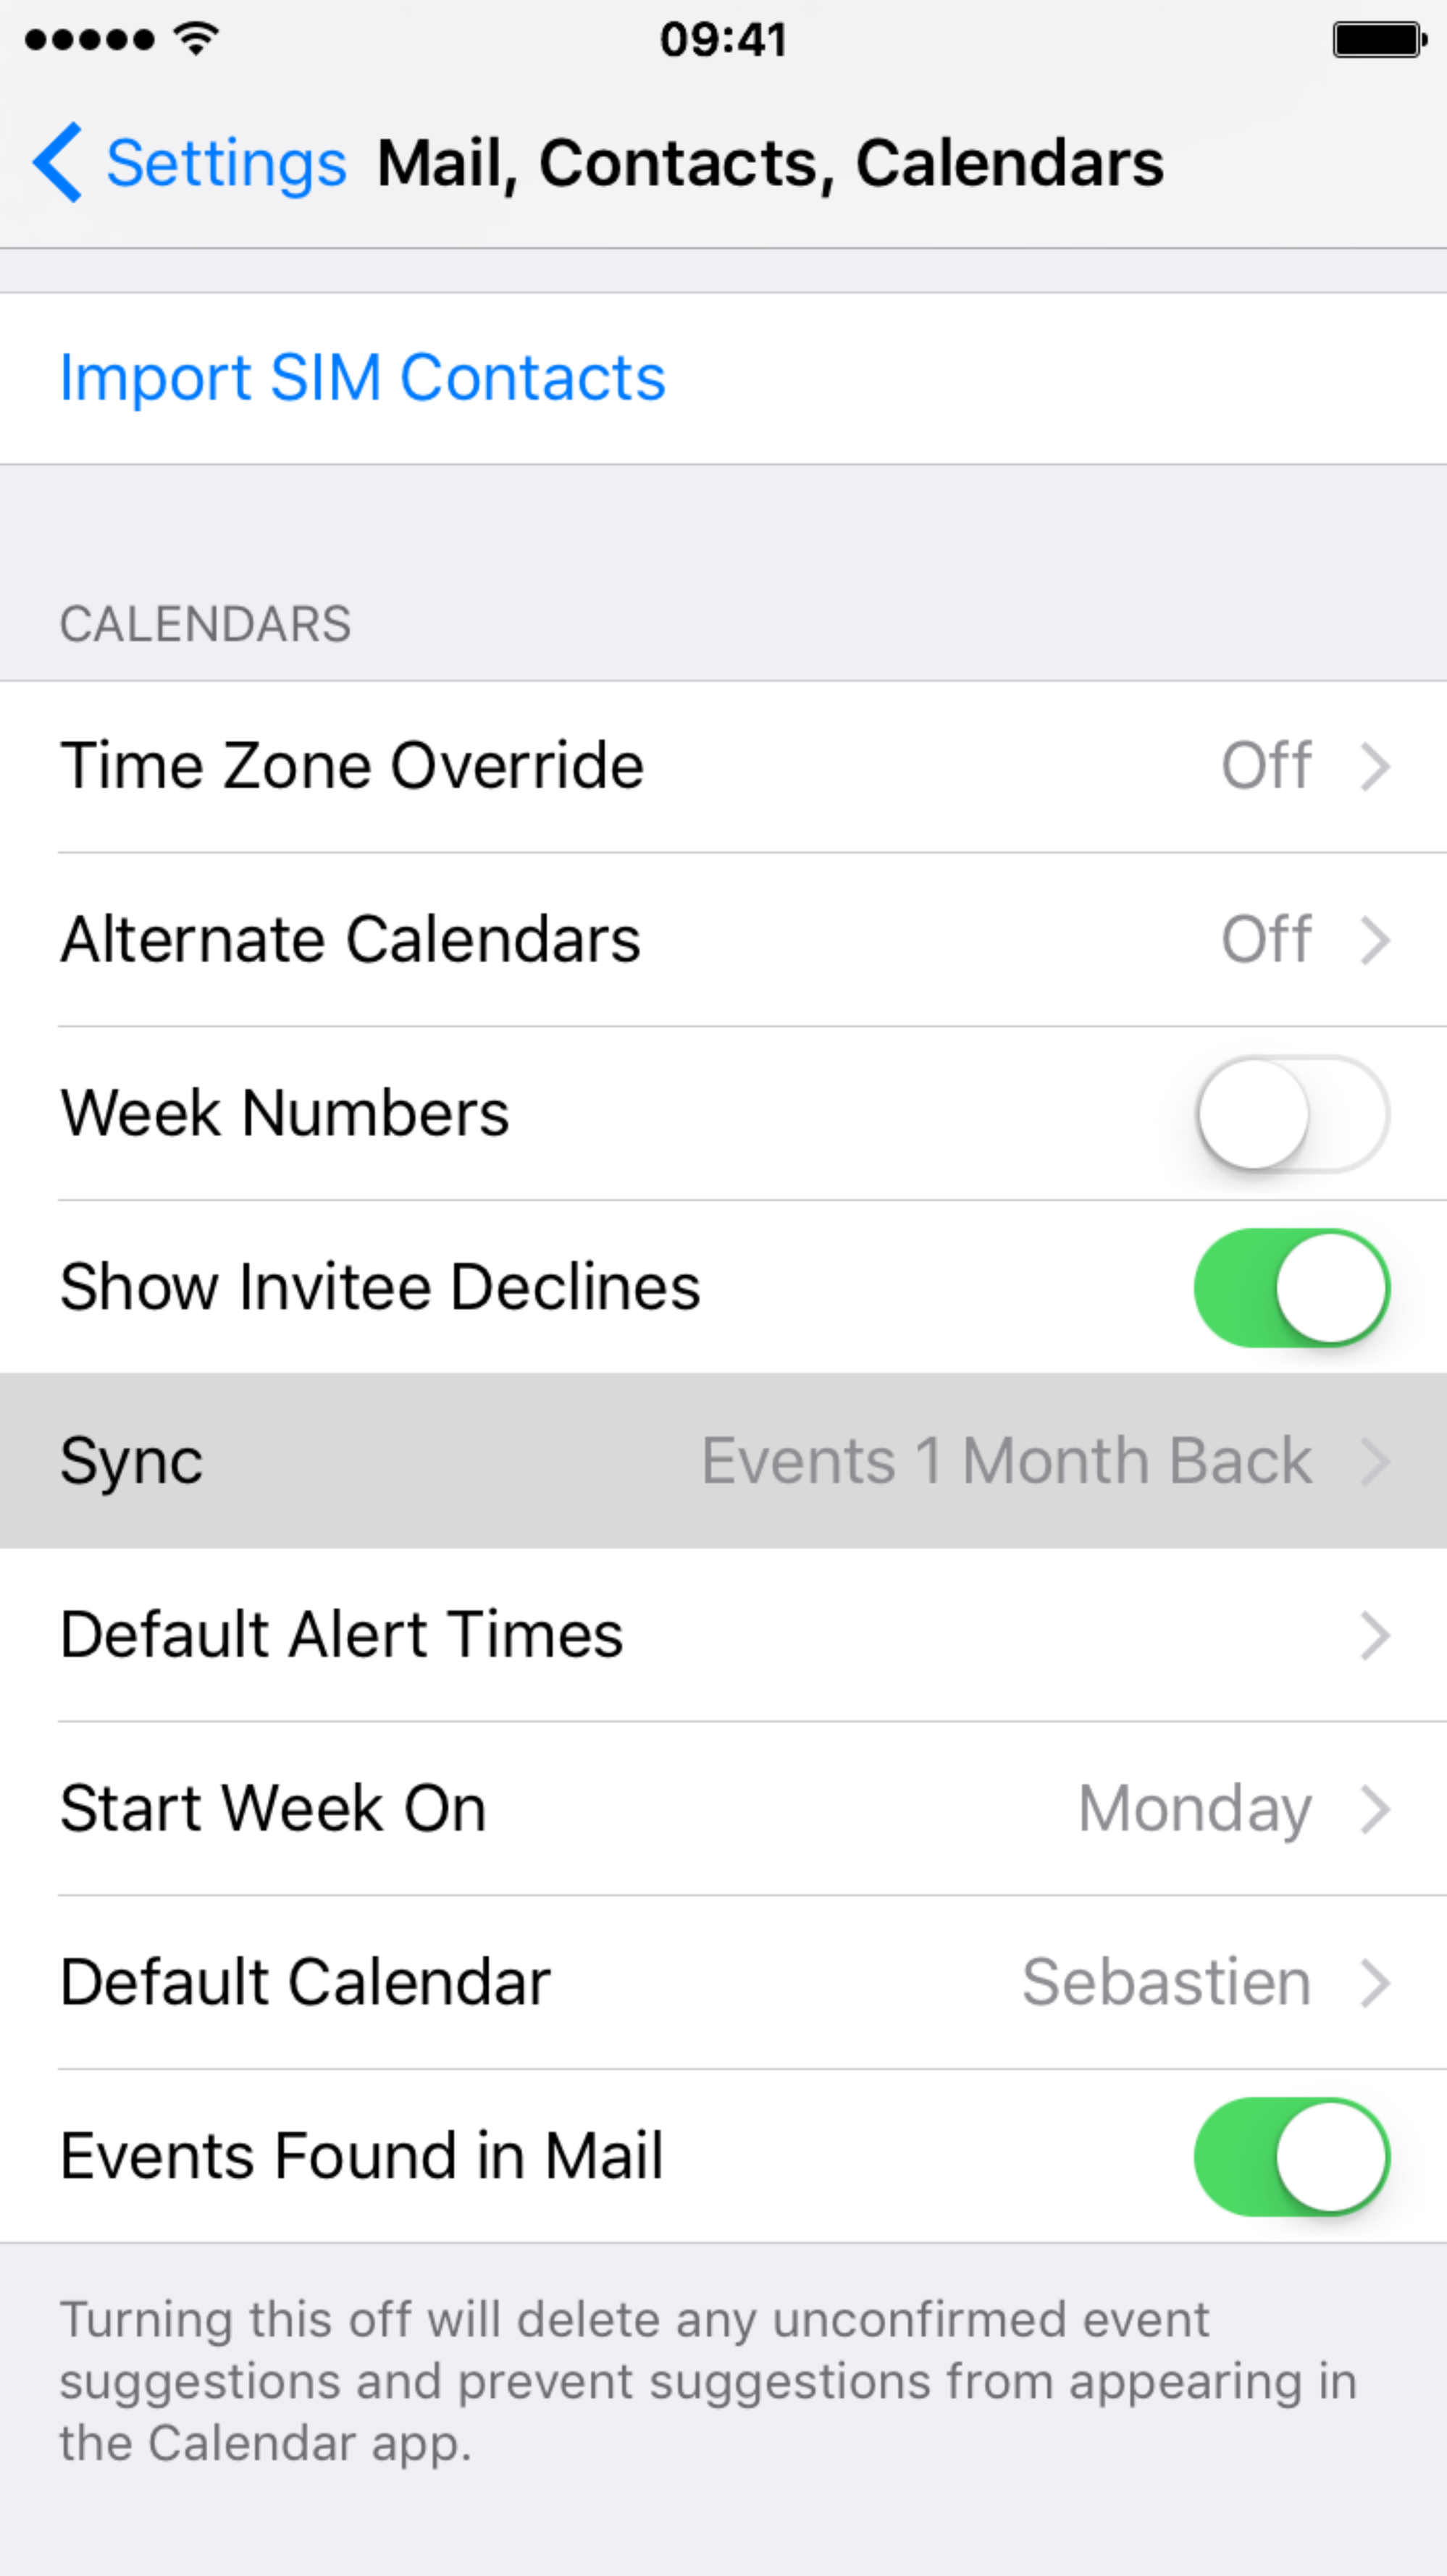 09:41
Settings Mail, Contacts, Calendars
Import SIM Contacts
CALENDARS
Time Zone Override Off
Alternate Calendars Off
Week Numbers
Show Invitee Declines
Sync Events 1 Month Back
Default Alert Times
Start Week On Monday
Default Calendar Sebastien
Events Found in Mail
Turning this off will delete any unconfirmed event
suggestions and prevent suggestions from appearing in
the Calendar app.